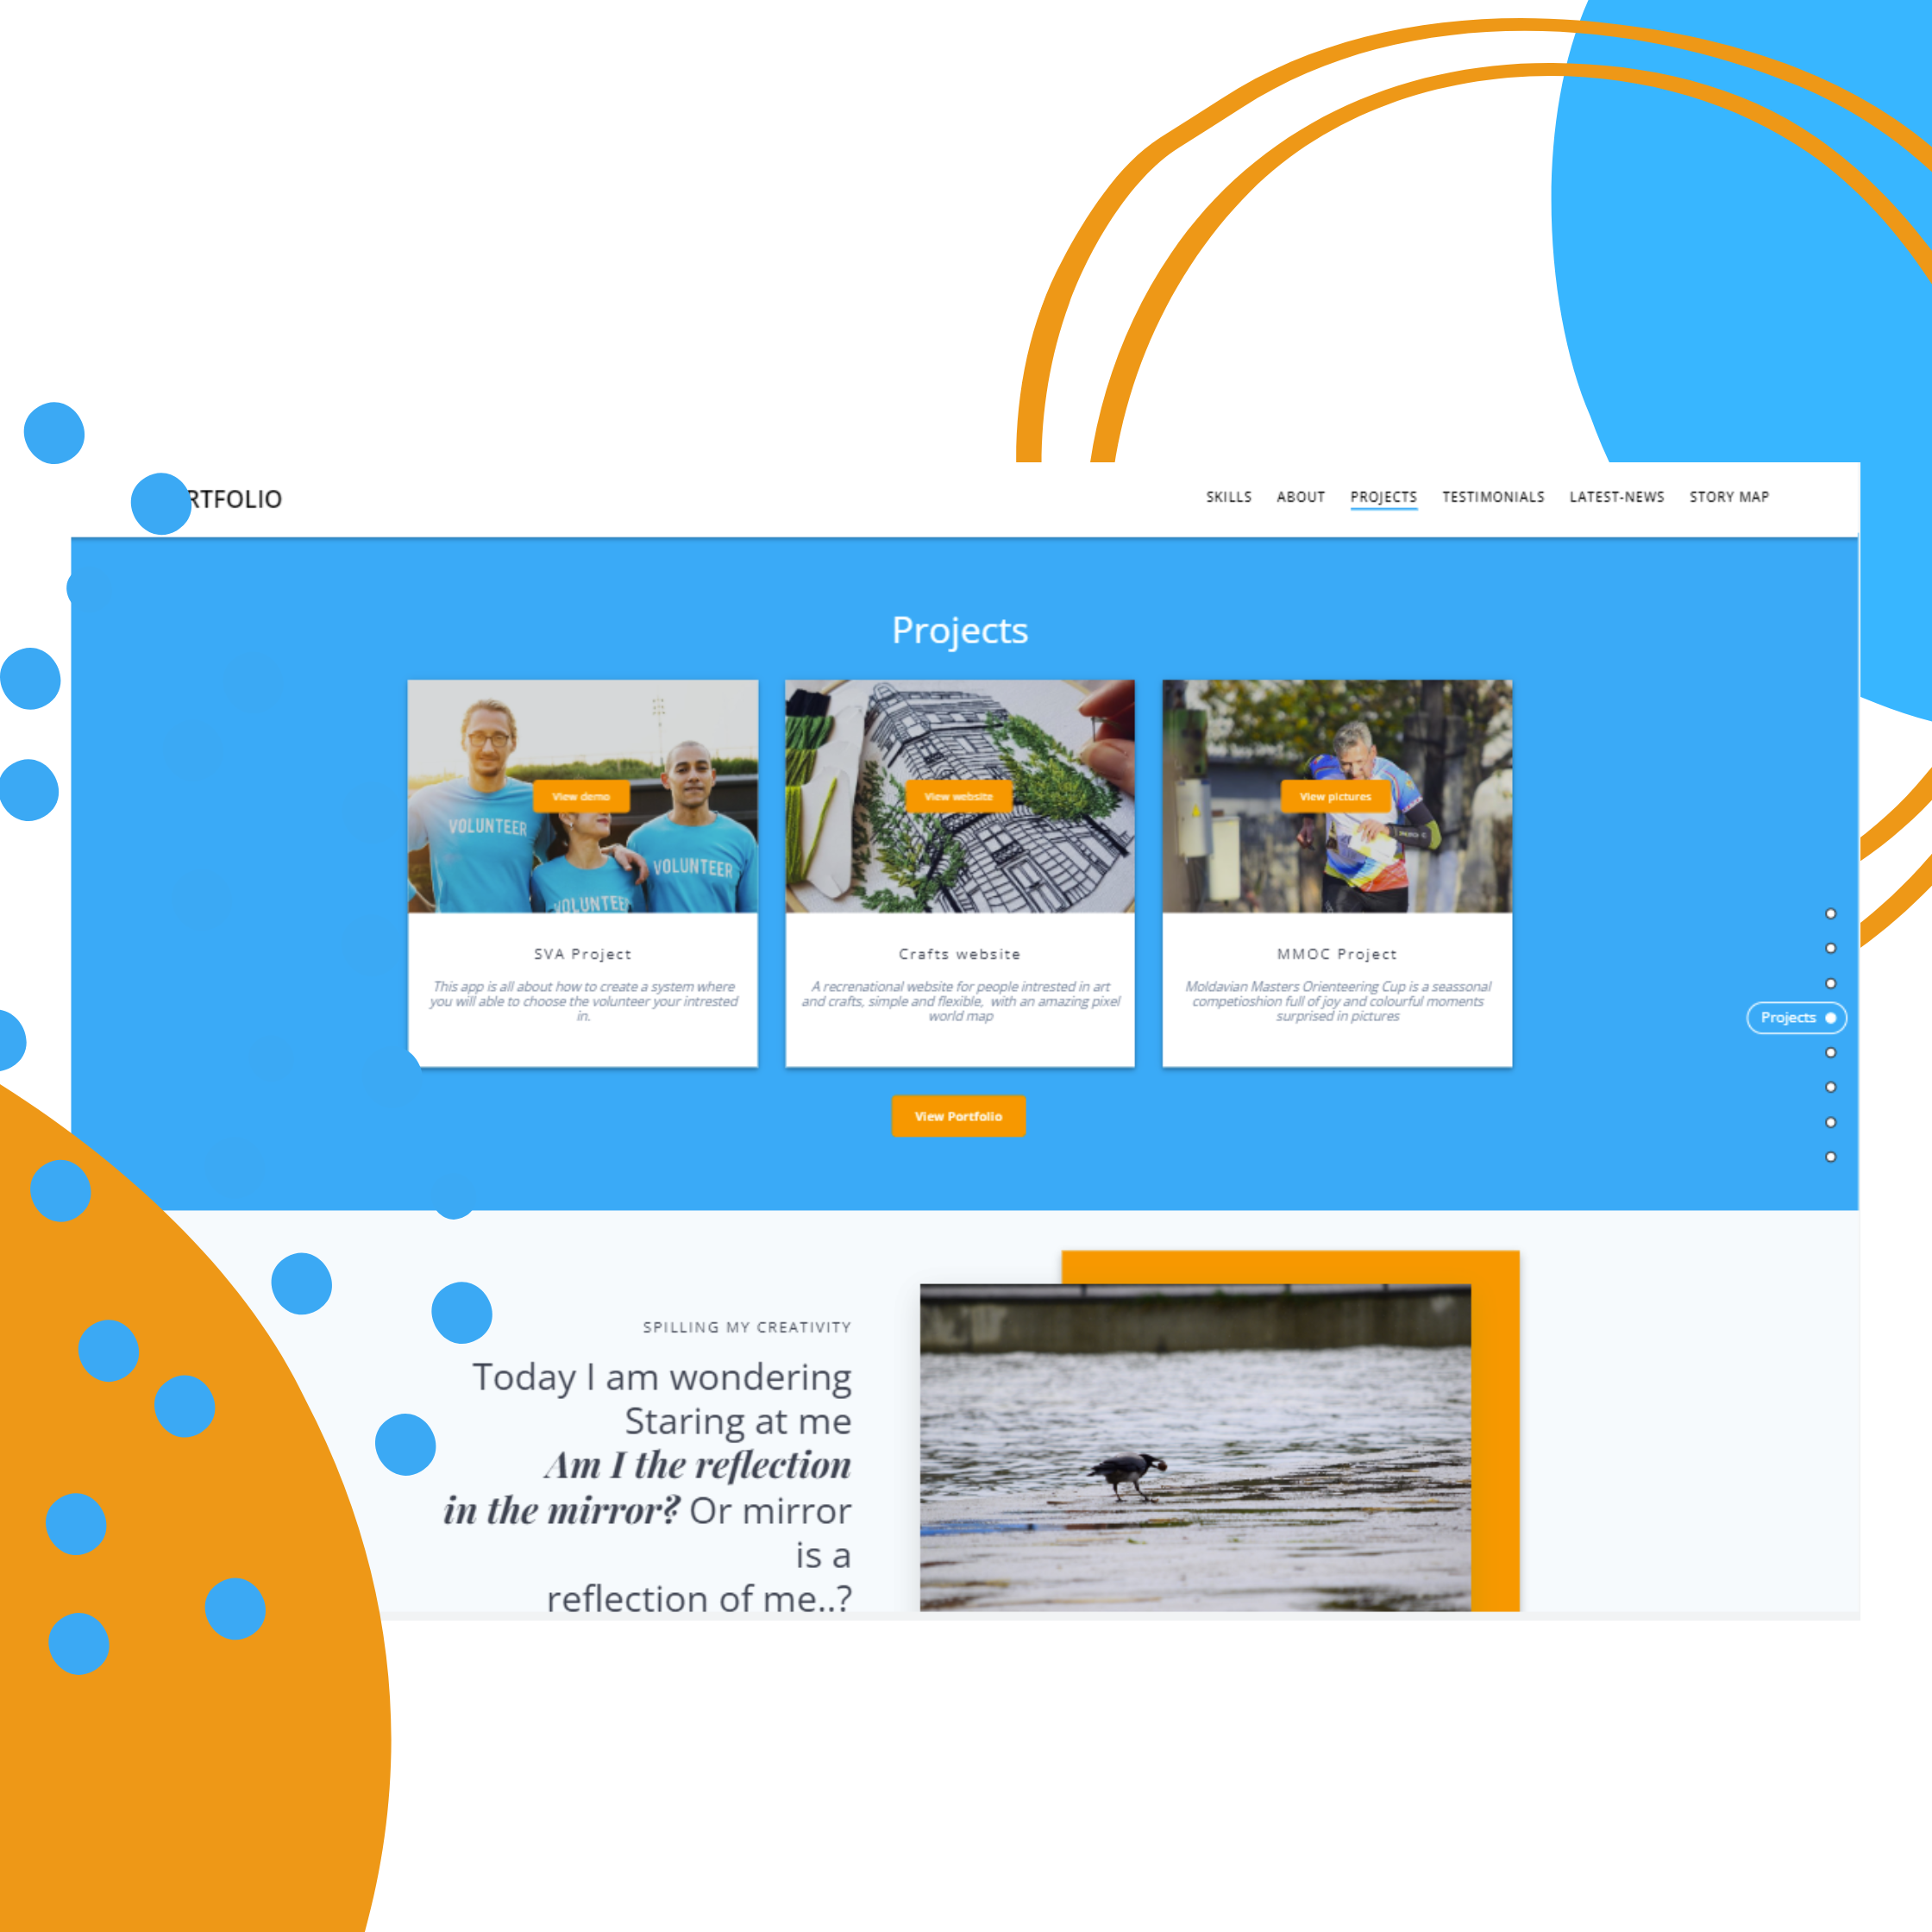 RTFOLIO
SKILLS ABOUT PROJECTS TESTIMONIALS LATEST-NEWS STORY MAP
Projects
View demo
View website
View pictures
VOLUNTEER
VOLUNTEER
VOLUNTEER
SVA Project
This app is all about how to create a system where
you will able to choose the volunteer your intrested
in.
Crafts website
A recrenational website for people intrested in art
and crafts, simple and flexible, with an amazing pixel
world map
MMOC Project
Moldavian Masters Orienteering Cup is a seassonal
competioshion full of joy and colourful moments
surprised in pictures
Projects
View Portfolio
SPILLING MY CREATIVITY
Today I am wondering
Staring at me
Am I the reflection
in the mirror? Or mirror
is a
reflection of me..?